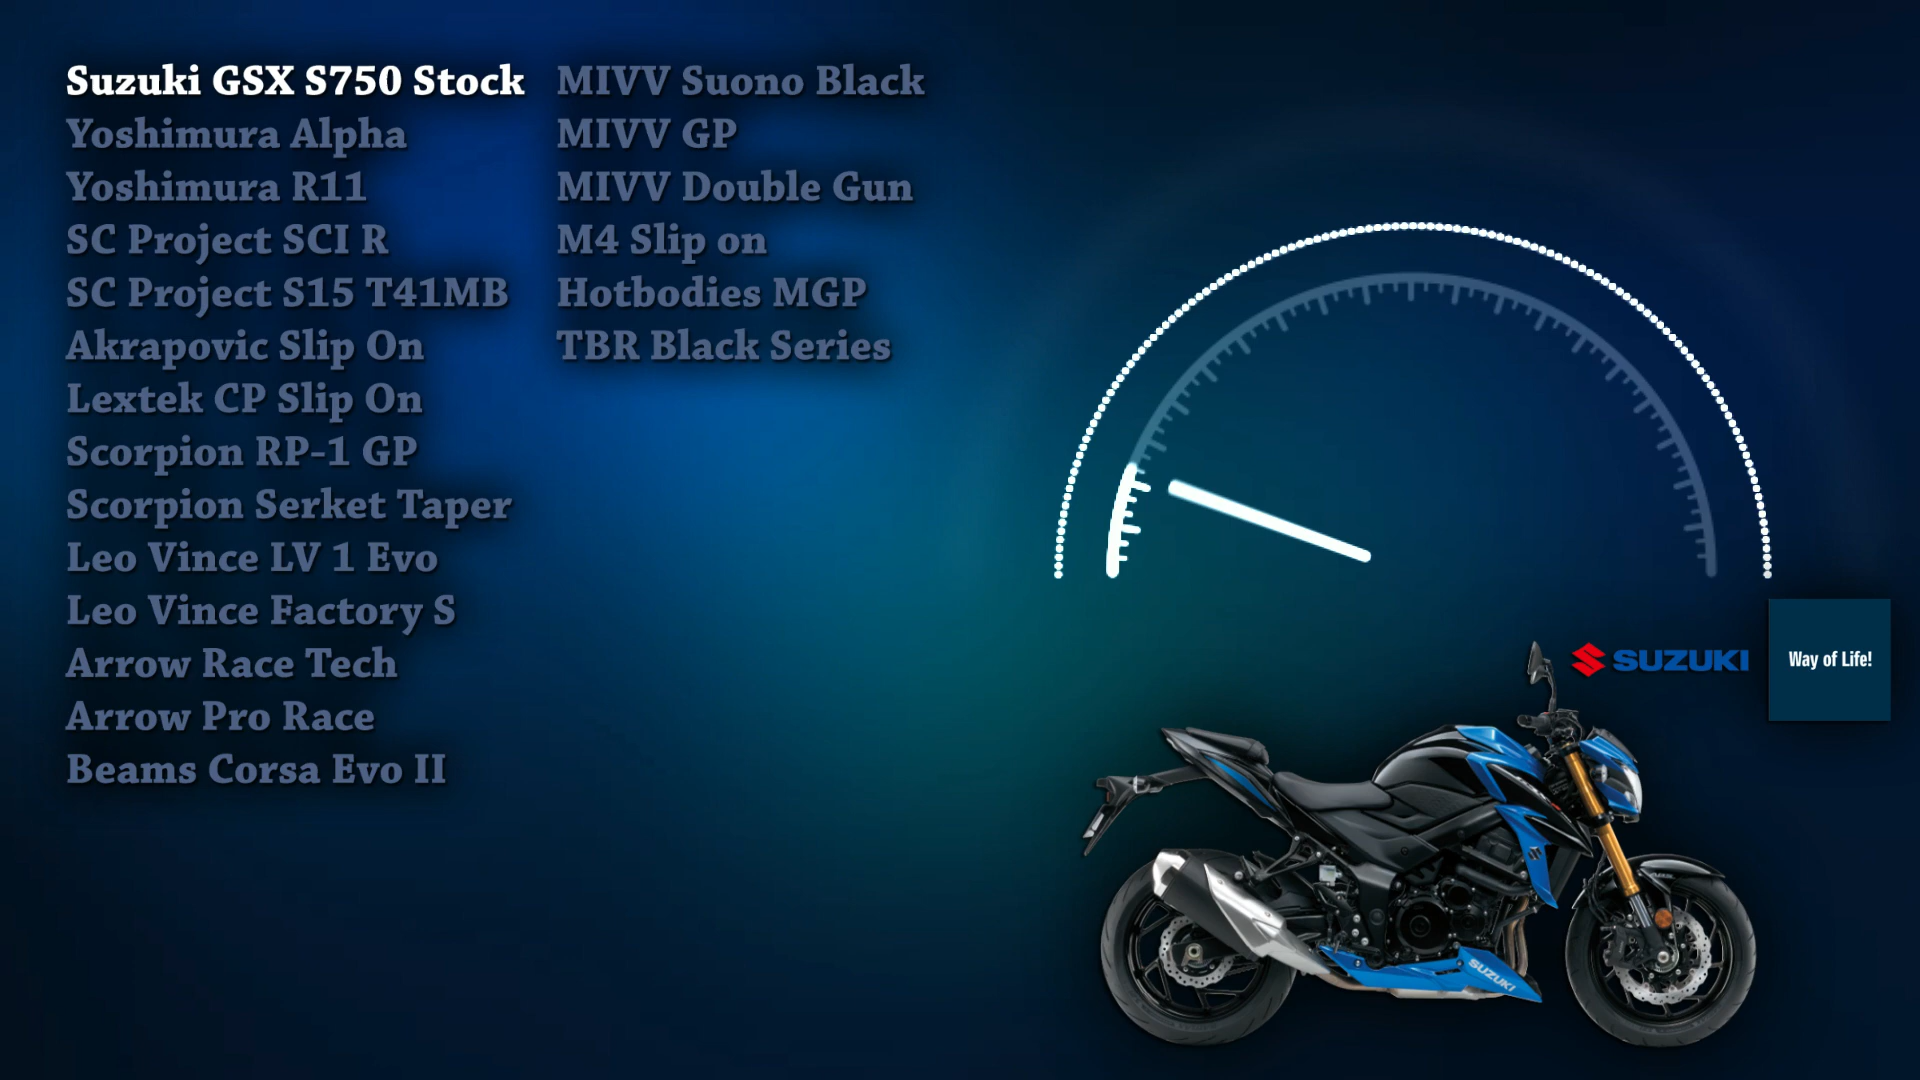 Suzuki GSX S750 Stock
Yoshimura Alpha
Yoshimura R11
SC Project SCI R
SC Project S15 T41MB
Akrapovic Slip On
Lextek CP Slip On
Scorpion RP-1 GP
Scorpion Serket Taper
Leo Vince LV 1 Evo
Leo Vince Factory S
Arrow Race Tech
Arrow Pro Race
Beams Corsa Evo II
MIVV Suono Black
MIVV GP
MIVV Double Gun
M4 Slip on
Hotbodies MGP
TBR Black Series
SUZUKI
Way of Life!
SUZUKI